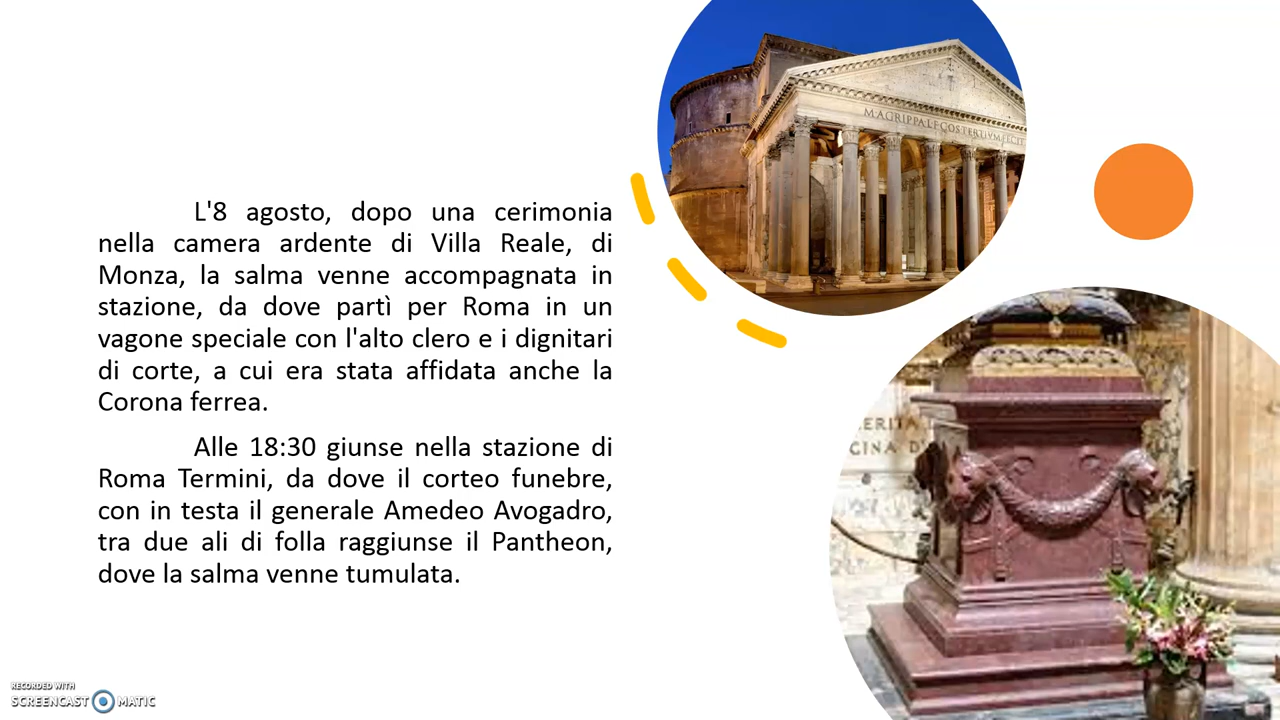 M·AGRIPPA·L·F·COS·TERTIVM·FECIT
L'8 agosto, dopo una cerimonia
nella camera ardente di Villa Reale, di
Monza, la salma venne accompagnata in
stazione, da dove partì per Roma in un
vagone speciale con l'alto clero e i dignitari
di corte, a cui era stata affidata anche la
Corona ferrea.
Alle 18:30 giunse nella stazione di
Roma Termini, da dove il corteo funebre,
con in testa il generale Amedeo Avogadro,
tra due ali di folla raggiunse il Pantheon,
dove la salma venne tumulata.
RECORDED WITH
SCREENCAST MATIC